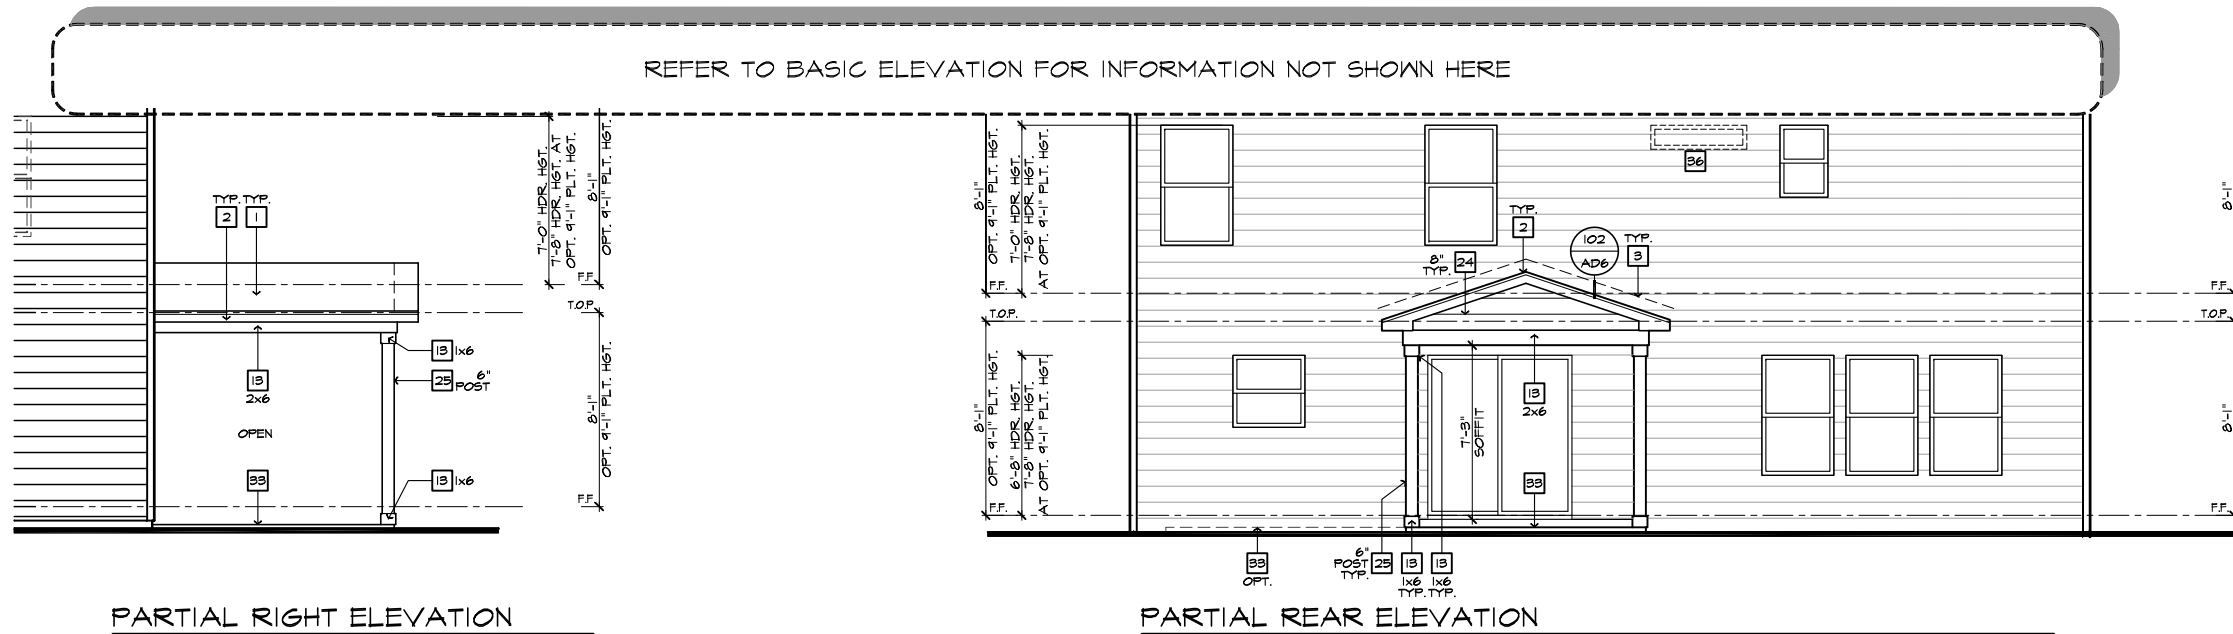 REFER TO BASIC ELEVATION FOR INFORMATION NOT SHOWN HERE
TYP. TYP.
2 1
7'-0" HDR. HGT.
7'-8" HDR. HGT. AT
OPT. 9'-1" PLT. HGT.
8'-1"
OPT. 9'-1" PLT. HGT.
F.F.
T.O.P.
13 1x6
25 6"
POST
13
2x6
OPEN
33
13 1x6
8'-1"
OPT. 9'-1" PLT. HGT.
F.F.
PARTIAL RIGHT ELEVATION
8'-1"
OPT. 9'-1" PLT. HGT.
7'-0" HDR. HGT.
7'-8" HDR. HGT.
AT OPT. 9'-1" PLT. HGT.
F.F.
T.O.P.
8'-1"
OPT. 9'-1" PLT. HGT.
6'-8" HDR. HGT.
7'-8" HDR. HGT.
AT OPT. 9'-1" PLT. HGT.
F.F.
36
TYP.
2
102
AD6
TYP.
3
8"
TYP.
24
13
2x6
7'-3"
SOFFIT
33
33
OPT.
6"
POST
TYP.
25
13
1x6
TYP.
13
1x6
TYP.
8'-1"
F.F.
T.O.P.
8'-1"
F.F.
PARTIAL REAR ELEVATION